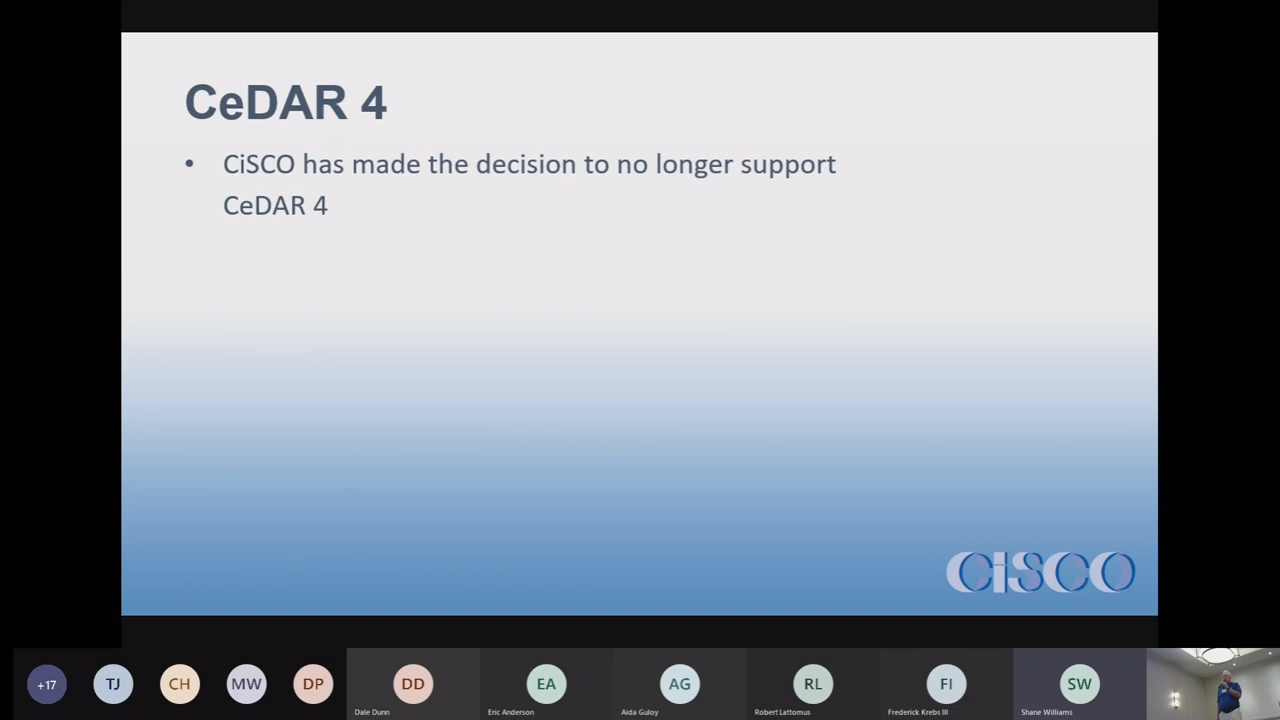 CeDAR 4
• CiSCO has made the decision to no longer support
CeDAR 4
CiSCO
+17
TJ
CH
MW
DP
DD
EA
AG
RL
FI
SW
Dale Dunn
Eric Anderson
Aida Guloy
Robert Lattomus
Frederick Krebs III
Shane Williams